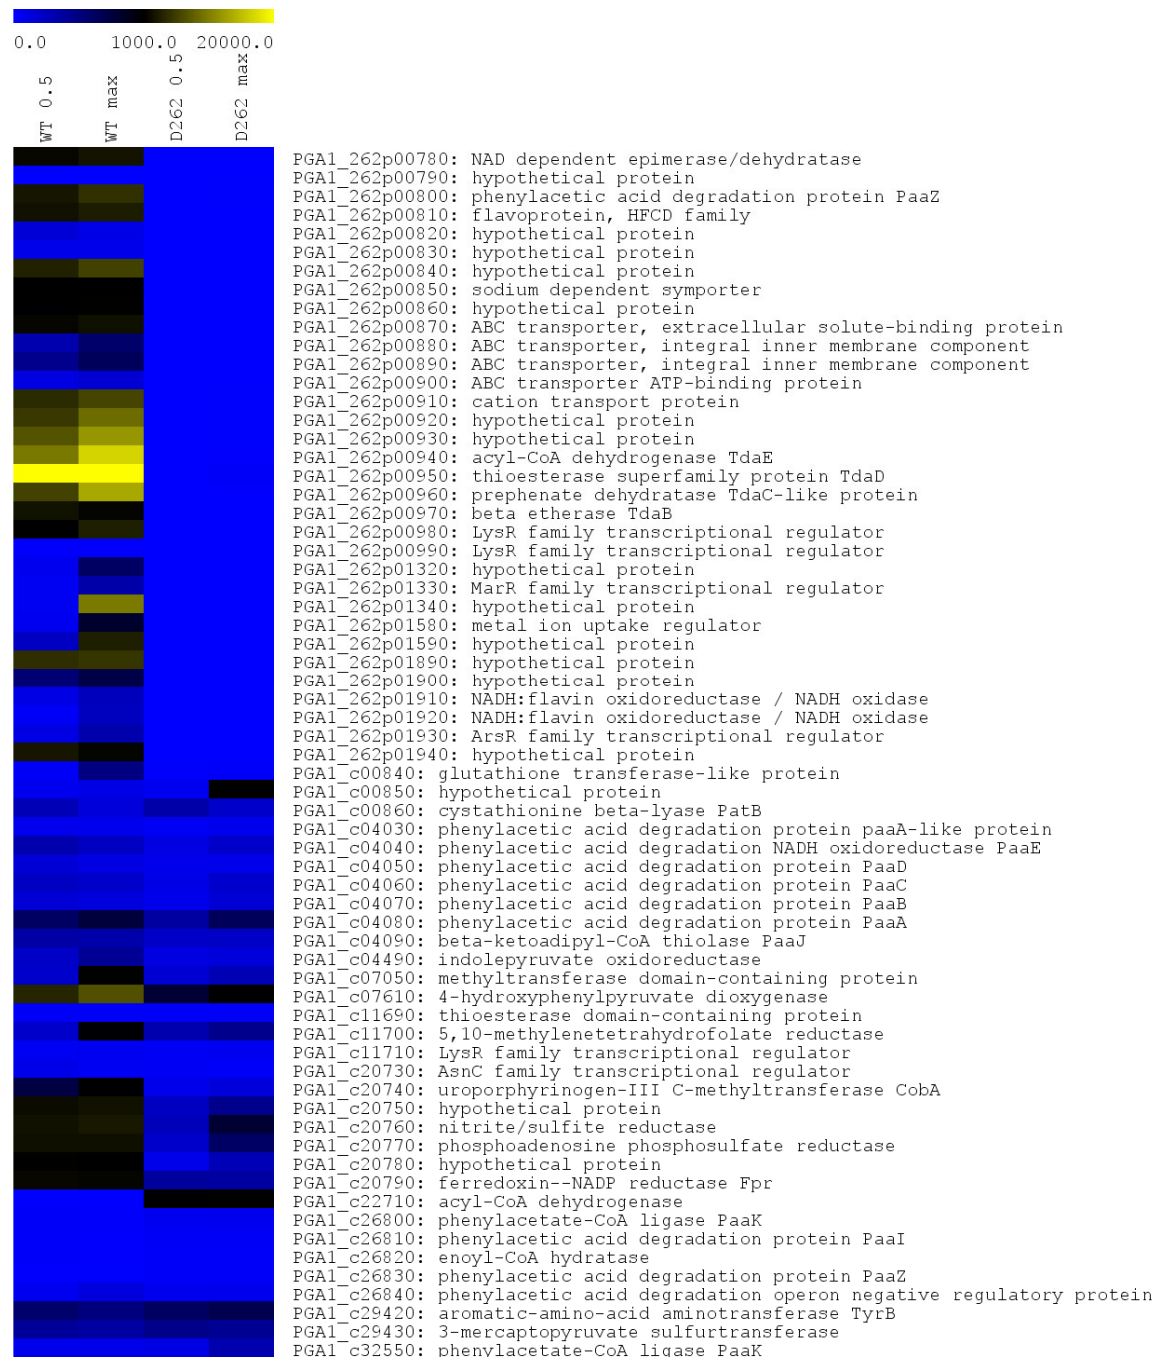 0.0 1000.0 20000.0
WT 0.5
WT max
D262 0.5
D262 max
PGA1_262p00780: NAD dependent epimerase/dehydratase
PGA1_262p00790: hypothetical protein
PGA1_262p00800: phenylacetic acid degradation protein PaaZ
PGA1_262p00810: flavoprotein, HFCD family
PGA1_262p00820: hypothetical protein
PGA1_262p00830: hypothetical protein
PGA1_262p00840: hypothetical protein
PGA1_262p00850: sodium dependent symporter
PGA1_262p00860: hypothetical protein
PGA1_262p00870: ABC transporter, extracellular solute-binding protein
PGA1_262p00880: ABC transporter, integral inner membrane component
PGA1_262p00890: ABC transporter, integral inner membrane component
PGA1_262p00900: ABC transporter ATP-binding protein
PGA1_262p00910: cation transport protein
PGA1_262p00920: hypothetical protein
PGA1_262p00930: hypothetical protein
PGA1_262p00940: acyl-CoA dehydrogenase TdaE
PGA1_262p00950: thioesterase superfamily protein TdaD
PGA1_262p00960: prephenate dehydratase TdaC-like protein
PGA1_262p00970: beta etherase TdaB
PGA1_262p00980: LysR family transcriptional regulator
PGA1_262p00990: LysR family transcriptional regulator
PGA1_262p01320: hypothetical protein
PGA1_262p01330: MarR family transcriptional regulator
PGA1_262p01340: hypothetical protein
PGA1_262p01580: metal ion uptake regulator
PGA1_262p01590: hypothetical protein
PGA1_262p01890: hypothetical protein
PGA1_262p01900: hypothetical protein
PGA1_262p01910: NADH:flavin oxidoreductase / NADH oxidase
PGA1_262p01920: NADH:flavin oxidoreductase / NADH oxidase
PGA1_262p01930: ArsR family transcriptional regulator
PGA1_262p01940: hypothetical protein
PGA1_c00840: glutathione transferase-like protein
PGA1_c00850: hypothetical protein
PGA1_c00860: cystathionine beta-lyase PatB
PGA1_c04030: phenylacetic acid degradation protein paaA-like protein
PGA1_c04040: phenylacetic acid degradation NADH oxidoreductase PaaE
PGA1_c04050: phenylacetic acid degradation protein PaaD
PGA1_c04060: phenylacetic acid degradation protein PaaC
PGA1_c04070: phenylacetic acid degradation protein PaaB
PGA1_c04080: phenylacetic acid degradation protein PaaA
PGA1_c04090: beta-ketoadipyl-CoA thiolase PaaJ
PGA1_c04490: indolepyruvate oxidoreductase
PGA1_c07050: methyltransferase domain-containing protein
PGA1_c07610: 4-hydroxyphenylpyruvate dioxygenase
PGA1_c11690: thioesterase domain-containing protein
PGA1_c11700: 5,10-methylenetetrahydrofolate reductase
PGA1_c11710: LysR family transcriptional regulator
PGA1_c20730: AsnC family transcriptional regulator
PGA1_c20740: uroporphyrinogen-III C-methyltransferase CobA
PGA1_c20750: hypothetical protein
PGA1_c20760: nitrite/sulfite reductase
PGA1_c20770: phosphoadenosine phosphosulfate reductase
PGA1_c20780: hypothetical protein
PGA1_c20790: ferredoxin--NADP reductase Fpr
PGA1_c22710: acyl-CoA dehydrogenase
PGA1_c26800: phenylacetate-CoA ligase PaaK
PGA1_c26810: phenylacetic acid degradation protein PaaI
PGA1_c26820: enoyl-CoA hydratase
PGA1_c26830: phenylacetic acid degradation protein PaaZ
PGA1_c26840: phenylacetic acid degradation operon negative regulatory protein
PGA1_c29420: aromatic-amino-acid aminotransferase TyrB
PGA1_c29430: 3-mercaptopyruvate sulfurtransferase
PGA1_c32550: phenylacetate-CoA ligase PaaK